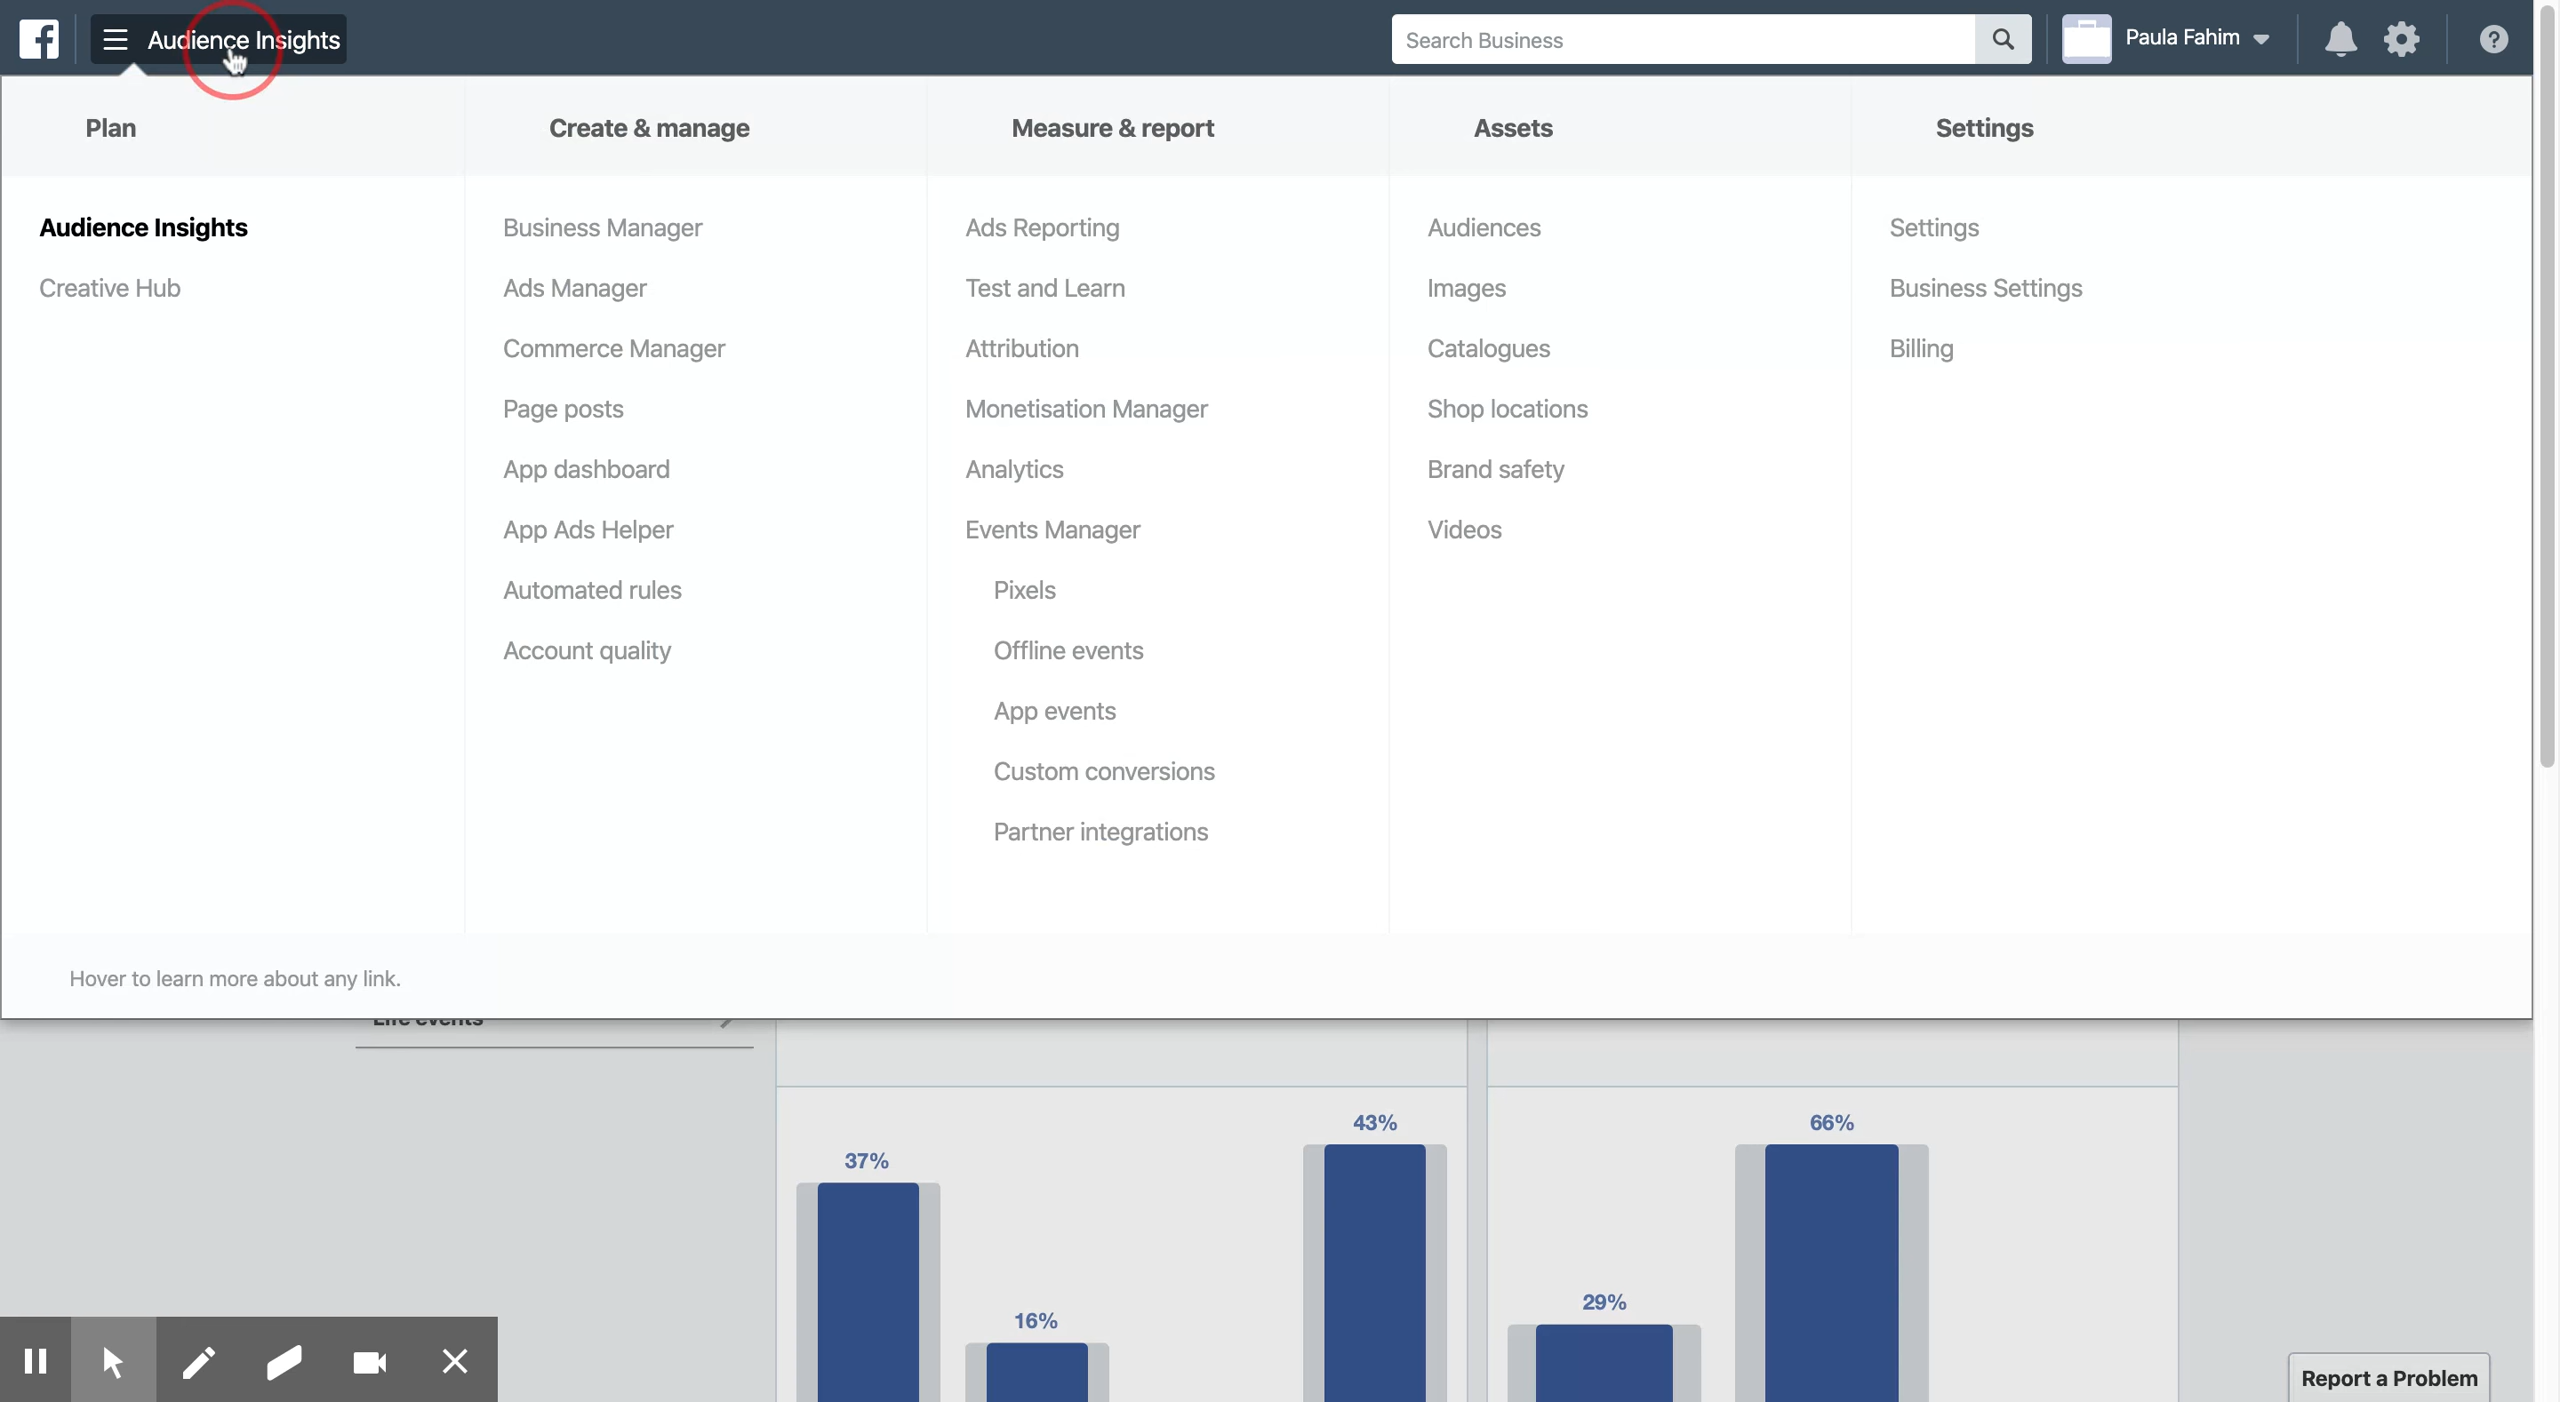 Audience Insights
Search Business
Paula Fahim
Plan
Create & manage
Measure & report
Assets
Settings
Audience Insights
Creative Hub
Business Manager
Ads Manager
Commerce Manager
Page posts
App dashboard
App Ads Helper
Automated rules
Account quality
Ads Reporting
Test and Learn
Attribution
Monetisation Manager
Analytics
Events Manager
Pixels
Offline events
App events
Custom conversions
Partner integrations
Audiences
Images
Catalogues
Shop locations
Brand safety
Videos
Settings
Business Settings
Billing
Hover to learn more about any link.
Life events
37%
16%
43%
29%
66%
Report a Problem